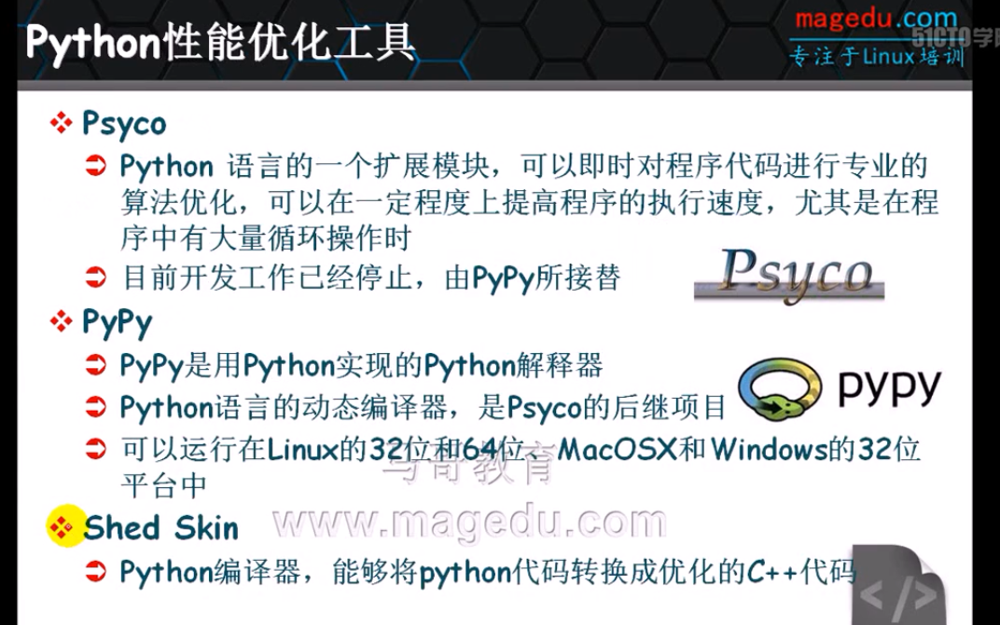 Python性能优化工具
magedu.com
51CTO学院
专注于Linux培训
Psyco
Python 语言的一个扩展模块，可以即时对程序代码进行专业的
算法优化，可以在一定程度上提高程序的执行速度，尤其是在程
序中有大量循环操作时
目前开发工作已经停止，由PyPy所接替
Psyco
PyPy
PyPy是用Python实现的Python解释器
Python语言的动态编译器，是Psyco的后继项目
pypy
可以运行在Linux的32位和64位、MacOSX和Windows的32位
平台中
马哥教育
www.magedu.com
Shed Skin
Python编译器，能够将python代码转换成优化的C++代码
</>